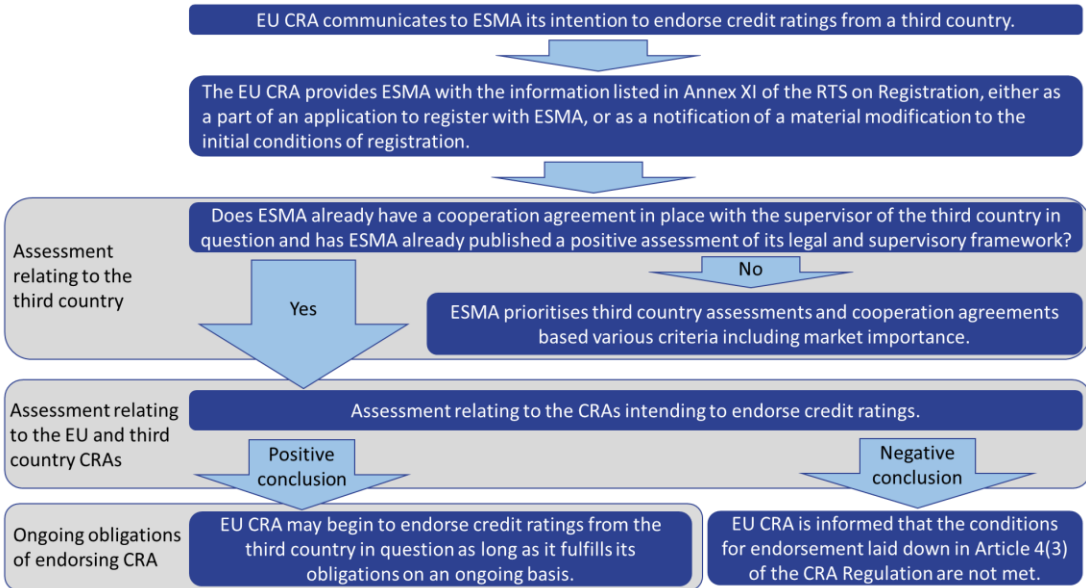 EU CRA communicates to ESMA its intention to endorse credit ratings from a third country.
The EU CRA provides ESMA with the information listed in Annex XI of the RTS on Registration, either as
a part of an application to register with ESMA, or as a notification of a material modification to the
initial conditions of registration.
Assessment
relating to the
third country
Does ESMA already have a cooperation agreement in place with the supervisor of the third country in
question and has ESMA already published a positive assessment of its legal and supervisory framework?
Yes
No
ESMA prioritises third country assessments and cooperation agreements
based various criteria including market importance.
Assessment relating
to the EU and third
country CRAs
Assessment relating to the CRAs intending to endorse credit ratings.
Positive
conclusion
Negative
conclusion
Ongoing obligations
of endorsing CRA
EU CRA may begin to endorse credit ratings from the
third country in question as long as it fulfills its
obligations on an ongoing basis.
EU CRA is informed that the conditions
for endorsement laid down in Article 4(3)
of the CRA Regulation are not met.